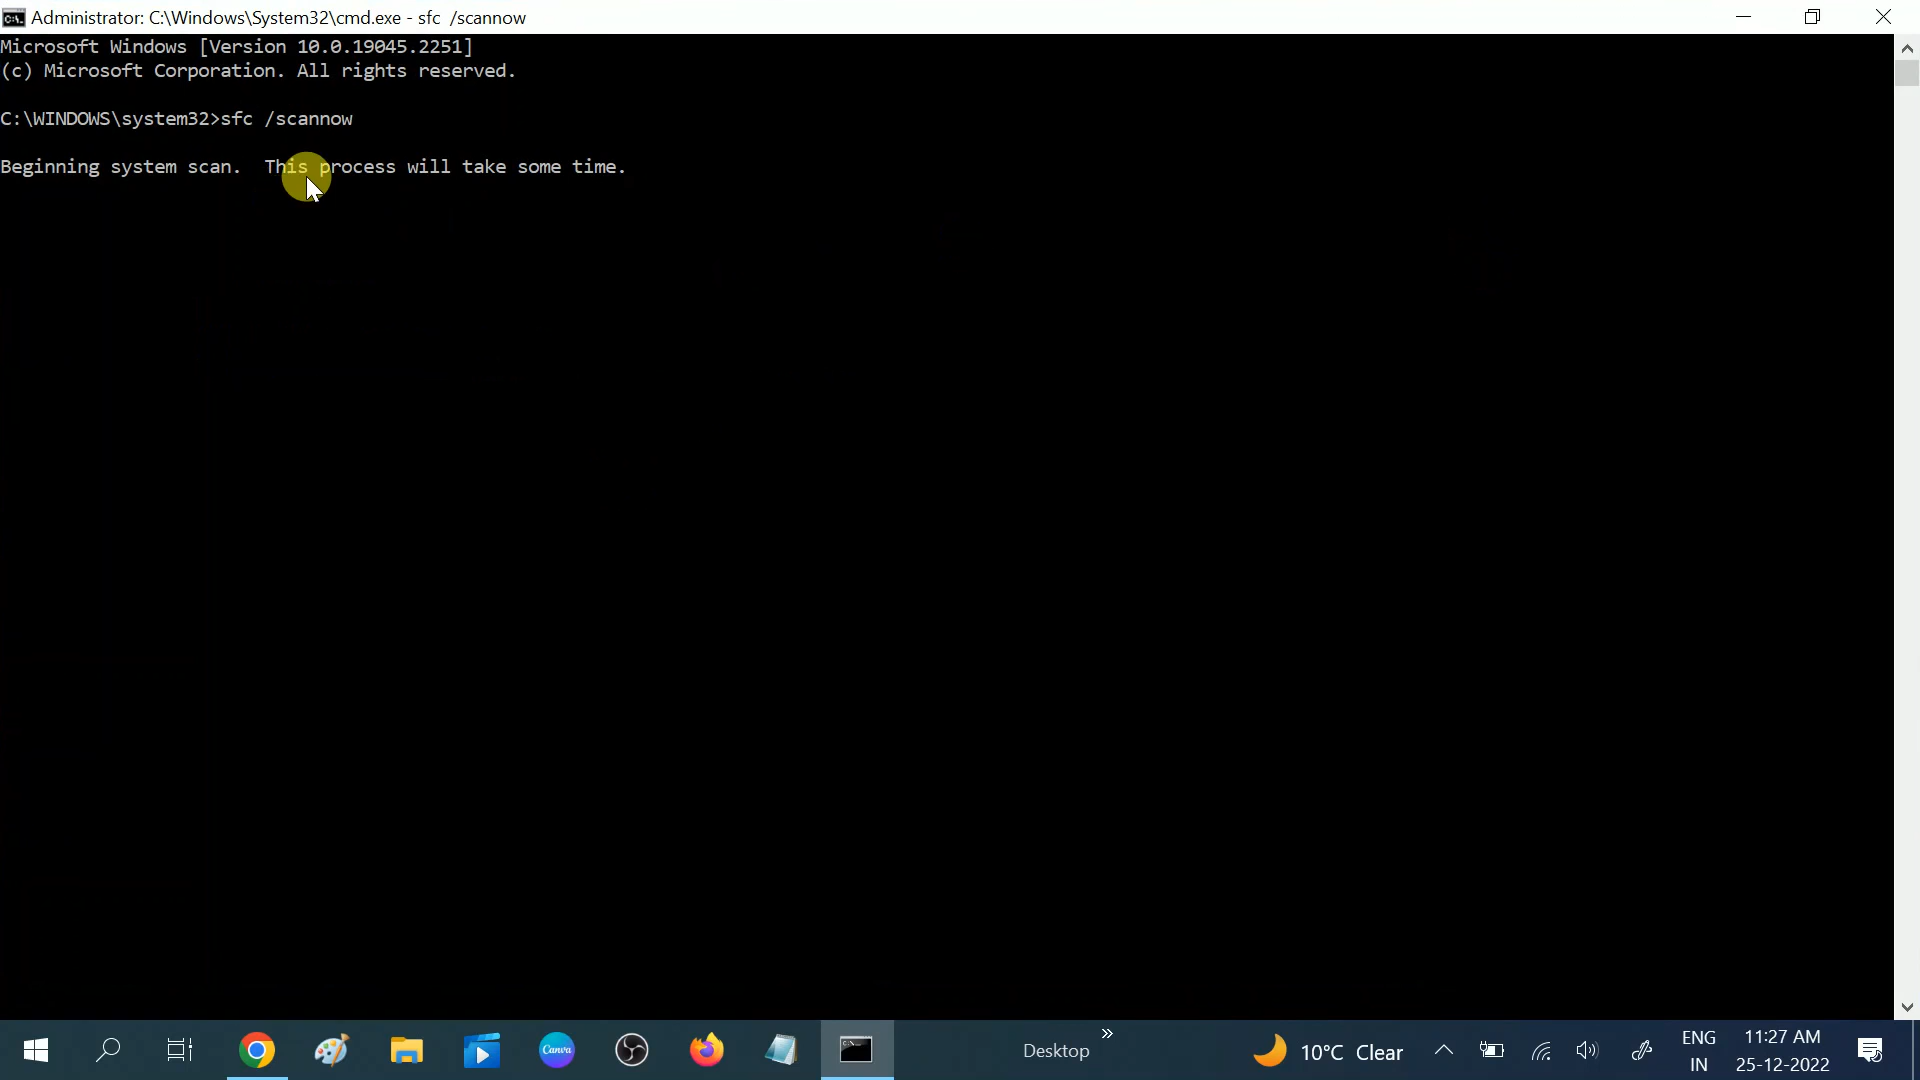 Administrator: C:\Windows\System32\cmd.exe - sfc  /scannow
Microsoft Windows [Version 10.0.19045.2251]
(c) Microsoft Corporation. All rights reserved.
C:\WINDOWS\system32>sfc /scannow
Beginning system scan.  This process will take some time.
Canva
Desktop
»
10°C Clear
ENG
IN
11:27 AM
25-12-2022